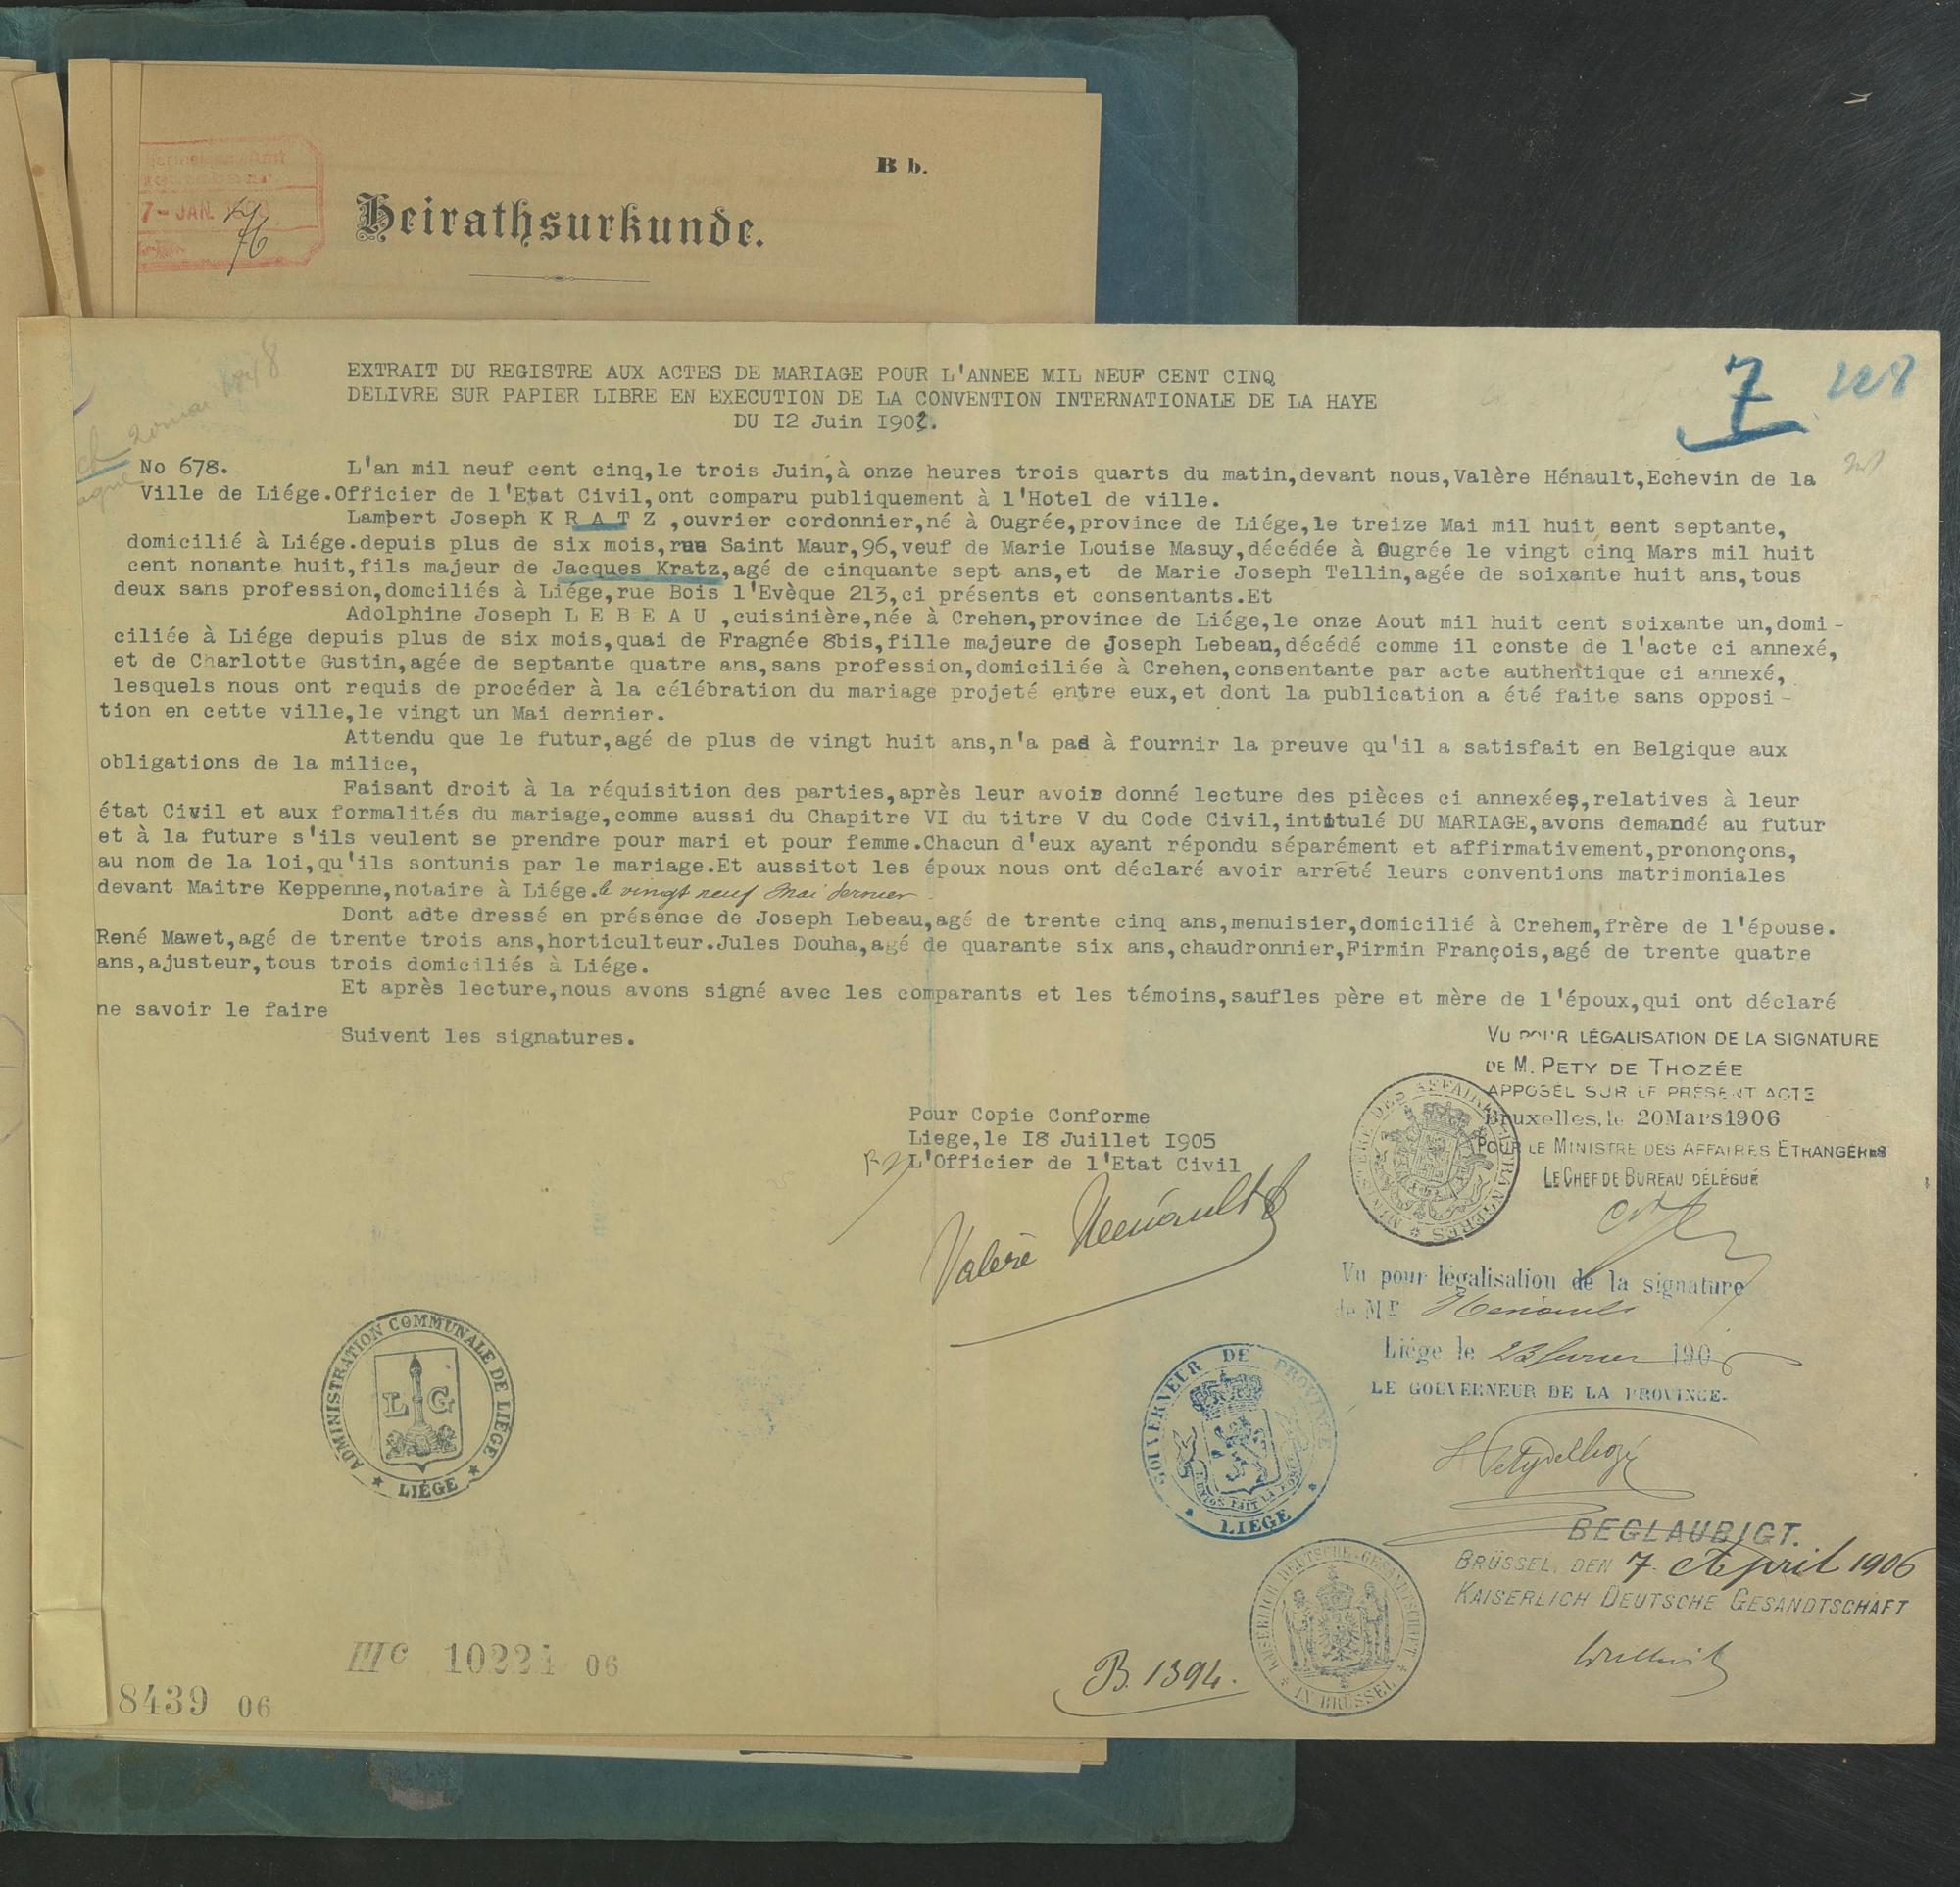 B b.
7-JAN.
76
Heirathsurkunde.
7
EXTRAIT DU REGISTRE AUX ACTES DE MARIAGE POUR L'ANNEE MIL NEUF CENT CINQ
DELIVRE SUR PAPIER LIBRE EN EXECUTION DE LA CONVENTION INTERNATIONALE DE LA HAYE
DU I2 Juin I902.
No 678. L'an mil neuf cent cinq,le trois Juin,à onze heures trois quarts du matin,devant nous,Valère Hénault,Echevin de la
Ville de Liége.Officier de l'Etat Civil,ont comparu publiquement à l'Hotel de ville.
Lambert Joseph K R A T Z ,ouvrier cordonnier,né à Ougrée,province de Liége,le treize Mai mil huit cent septante,
domicilié à Liége.depuis plus de six mois,rue Saint Maur,96,veuf de Marie Louise Masuy,décédée à Ougrée le vingt cinq Mars mil huit
cent nonante huit,fils majeur de Jacques Kratz,agé de cinquante sept ans,et de Marie Joseph Tellin,agée de soixante huit ans,tous
deux sans profession,domciliés à Liége,rue Bois l'Evèque 213,ci présents et consentants.Et
Adolphine Joseph L E B E A U ,cuisinière,née à Crehen,province de Liége,le onze Aout mil huit cent soixante un,domi-
ciliée à Liége depuis plus de six mois,quai de Fragnée 8bis,fille majeure de Joseph Lebeau,décédé comme il conste de l'acte ci annexé,
et de Charlotte Gustin,agée de septante quatre ans,sans profession,domiciliée à Crehen,consentante par acte authentique ci annexé,
lesquels nous ont requis de procéder à la célébration du mariage projeté entre eux,et dont la publication a été faite sans opposi-
tion en cette ville,le vingt un Mai dernier.
Attendu que le futur,agé de plus de vingt huit ans,n'a pas à fournir la preuve qu'il a satisfait en Belgique aux
obligations de la milice,
Faisant droit à la réquisition des parties,après leur avoir donné lecture des pièces ci annexées,relatives à leur
état Civil et aux formalités du mariage,comme aussi du Chapitre VI du titre V du Code Civil,intitulé DU MARIAGE,avons demandé au futur
et à la future s'ils veulent se prendre pour mari et pour femme.Chacun d'eux ayant répondu séparément et affirmativement,prononçons,
au nom de la loi,qu'ils sontunis par le mariage.Et aussitot les époux nous ont déclaré avoir arrêté leurs conventions matrimoniales
devant Maitre Keppenne,notaire à Liége.le vingt neuf Mai dernier.
Dont adte dressé en présence de Joseph Lebeau,agé de trente cinq ans,menuisier,domicilié à Crehem,frère de l'épouse.
René Mawet,agé de trente trois ans,horticulteur.Jules Douha,agé de quarante six ans,chaudronnier,Firmin François,agé de trente quatre
ans,ajusteur,tous trois domiciliés à Liége.
Et après lecture,nous avons signé avec les comparants et les témoins,saufles père et mère de l'époux,qui ont déclaré
ne savoir le faire
Suivent les signatures.
VU POUR LÉGALISATION DE LA SIGNATURE
DE M. PETY DE THOZÉE
APPOSÉE SUR LE PRÉSENT ACTE
Bruxelles, le 20 Mars 1906
POUR LE MINISTRE DES AFFAIRES ETRANGÈRES
LE CHEF DE BUREAU DÉLÉGUÉ
MINISTÈRE DES AFFAIRES ETRANGÈRES
Pour Copie Conforme
Liege,le I8 Juillet I905
L'Officier de l'Etat Civil
Valère Hénault
Vu pour légalisation de la signature
de Mr Henault
Liége le 23 février 1906
LE GOUVERNEUR DE LA PROVINCE.
ADMINISTRATION COMMUNALE DE LIÉGE
L G
LIÉGE
GOUVERNEUR DE PROVINCE
L'UNION FAIT LA FORCE
LIEGE
BEGLAUBIGT.
BRÜSSEL, DEN 7. April 1906
KAISERLICH DEUTSCHE GESANDTSCHAFT
KAISERLICH DEUTSCHE GESANDTSCHAFT
IN BRÜSSEL
B. 1394.
IIIc 10221 06
8439 06